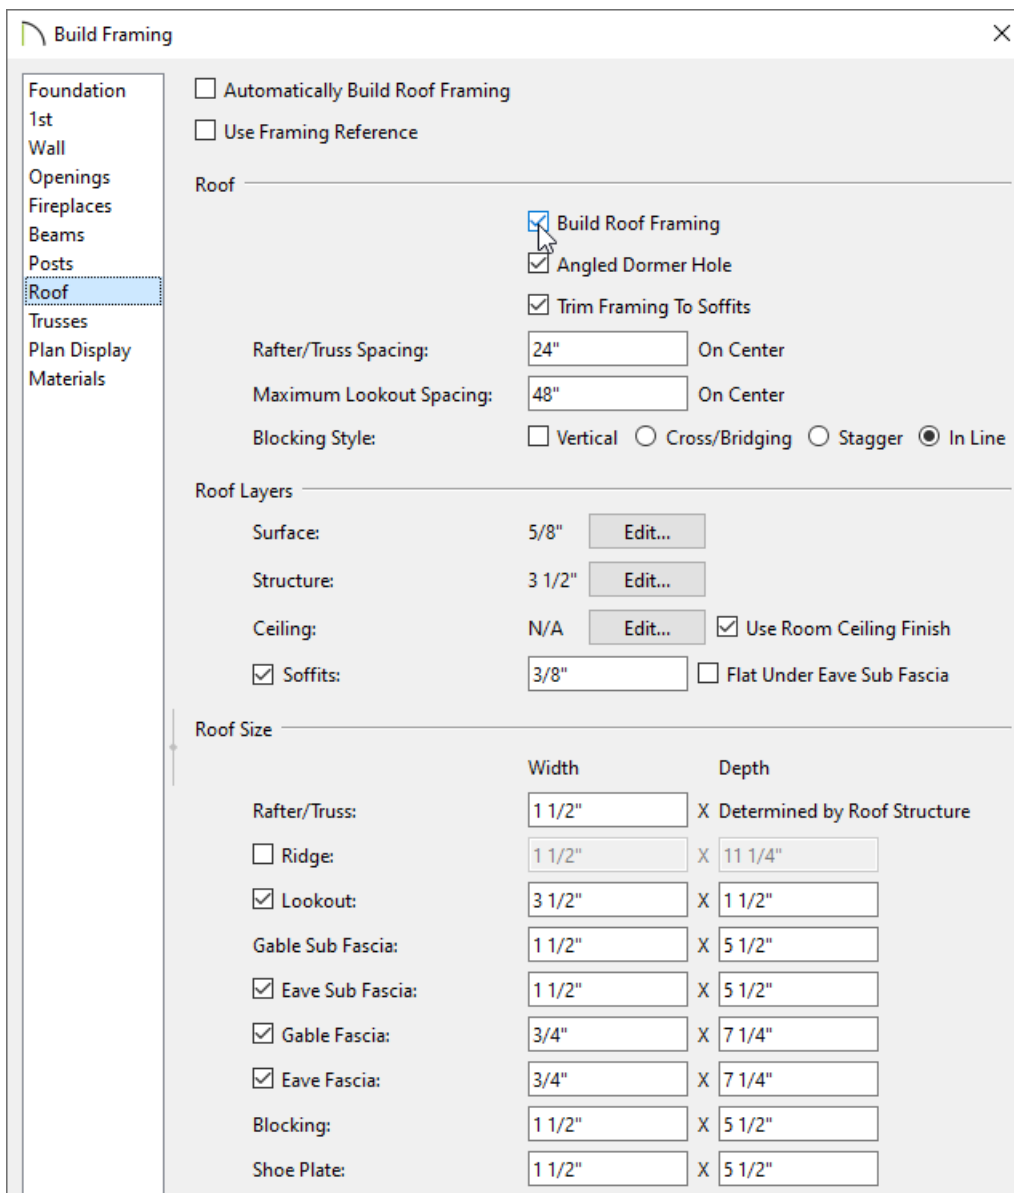 Build Framing
Foundation
1st
Wall
Openings
Fireplaces
Beams
Posts
Roof
Trusses
Plan Display
Materials
Automatically Build Roof Framing
Use Framing Reference
Roof
Build Roof Framing
Angled Dormer Hole
Trim Framing To Soffits
Rafter/Truss Spacing: 24" On Center
Maximum Lookout Spacing: 48" On Center
Blocking Style: Vertical Cross/Bridging Stagger In Line
Roof Layers
Surface: 5/8" Edit...
Structure: 3 1/2" Edit...
Ceiling: N/A Edit... Use Room Ceiling Finish
Soffits: 3/8" Flat Under Eave Sub Fascia
Roof Size
Width Depth
Rafter/Truss: 1 1/2" X Determined by Roof Structure
Ridge: 1 1/2" X 11 1/4"
Lookout: 3 1/2" X 1 1/2"
Gable Sub Fascia: 1 1/2" X 5 1/2"
Eave Sub Fascia: 1 1/2" X 5 1/2"
Gable Fascia: 3/4" X 7 1/4"
Eave Fascia: 3/4" X 7 1/4"
Blocking: 1 1/2" X 5 1/2"
Shoe Plate: 1 1/2" X 5 1/2"